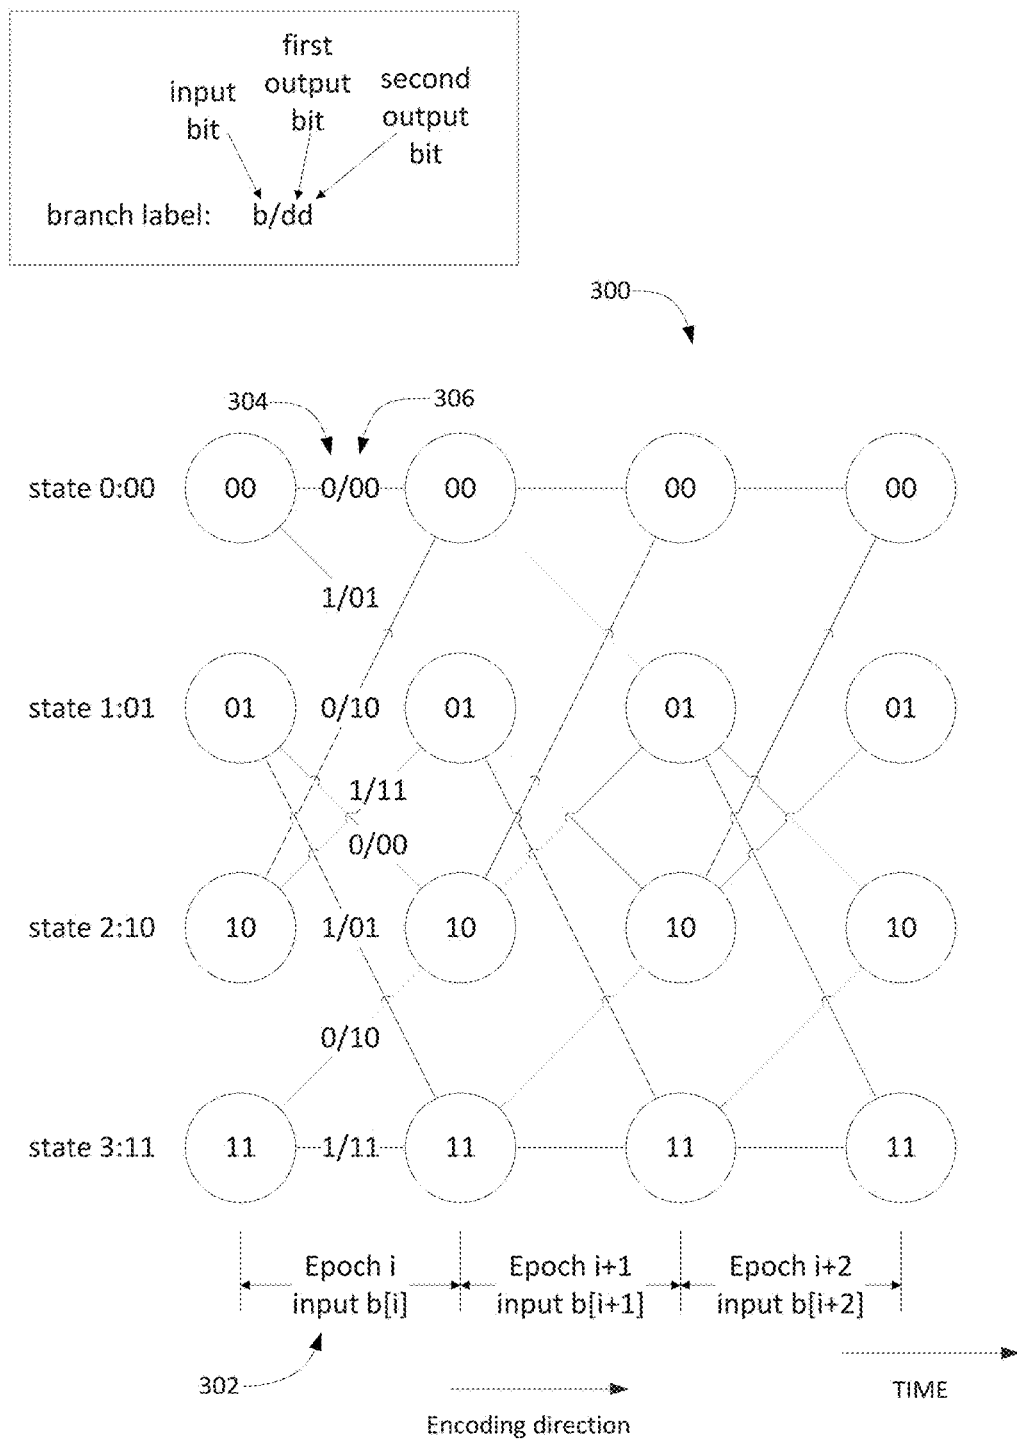 first
output
bit
second
output
bit
input
bit
branch label: b/dd
300
304
306
state 0:00 00 0/00 00 00 00
1/01
state 1:01 01 0/10 01 01 01
1/11
0/00
state 2:10 10 1/01 10 10 10
0/10
state 3:11 11 1/11 11 11 11
Epoch i
input b[i]
Epoch i+1
input b[i+1]
Epoch i+2
input b[i+2]
302
TIME
Encoding direction